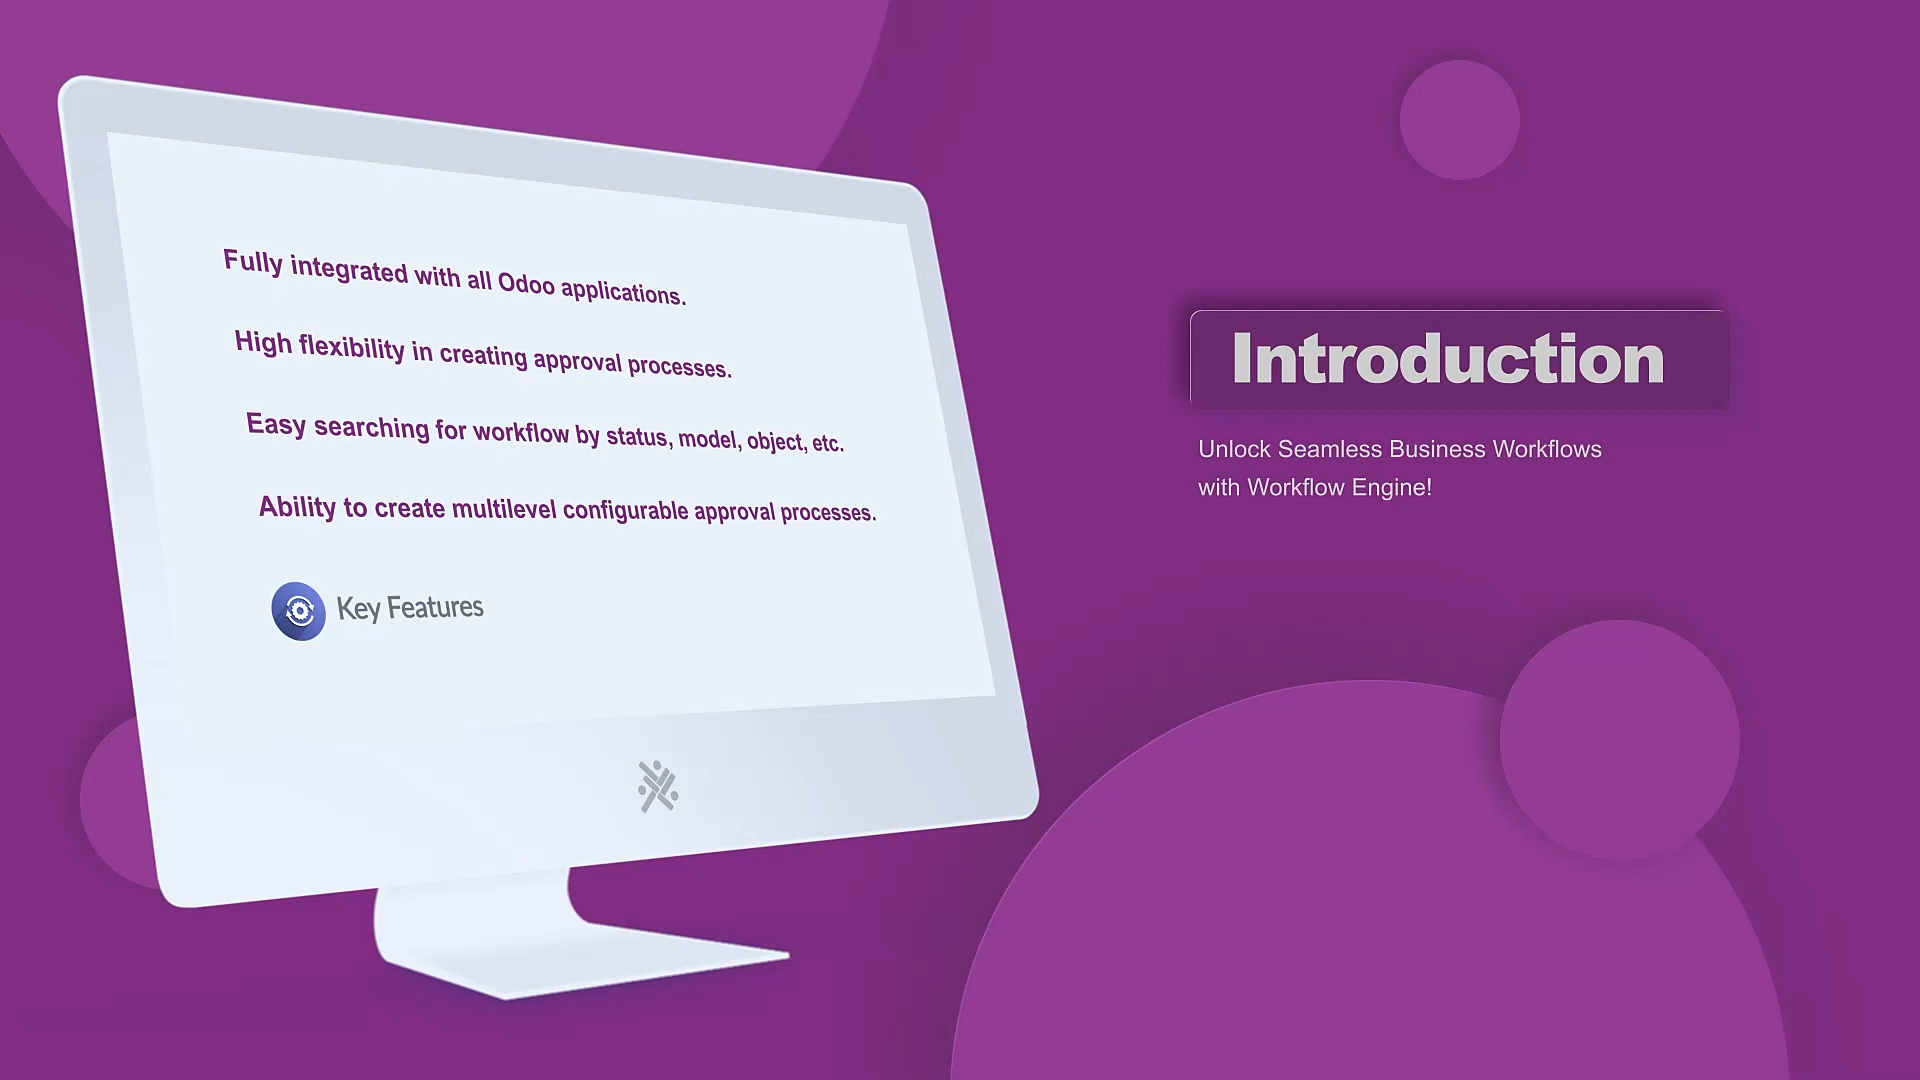 Fully integrated with all Odoo applications.
High flexibility in creating approval processes.
Easy searching for workflow by status, model, object, etc.
Ability to create multilevel configurable approval processes.
Key Features
Introduction
Unlock Seamless Business Workflows
with Workflow Engine!